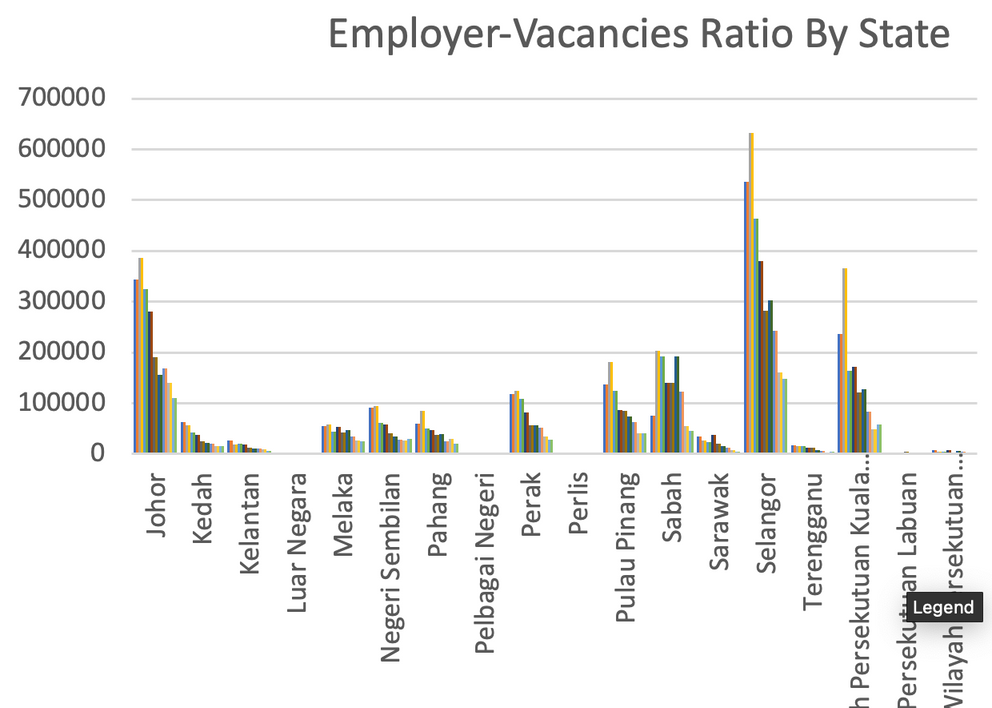 Employer-Vacancies Ratio By State
700000
600000
500000
400000
300000
200000
100000
0
Johor
Kedah
Kelantan
Luar Negara
Melaka
Negeri Sembilan
Pahang
Pelbagai Negeri
Perak
Perlis
Pulau Pinang
Sabah
Sarawak
Selangor
Terengganu
h Persekutuan Kuala...
Persekutuan Labuan
Wilayah Persekutuan...
Legend